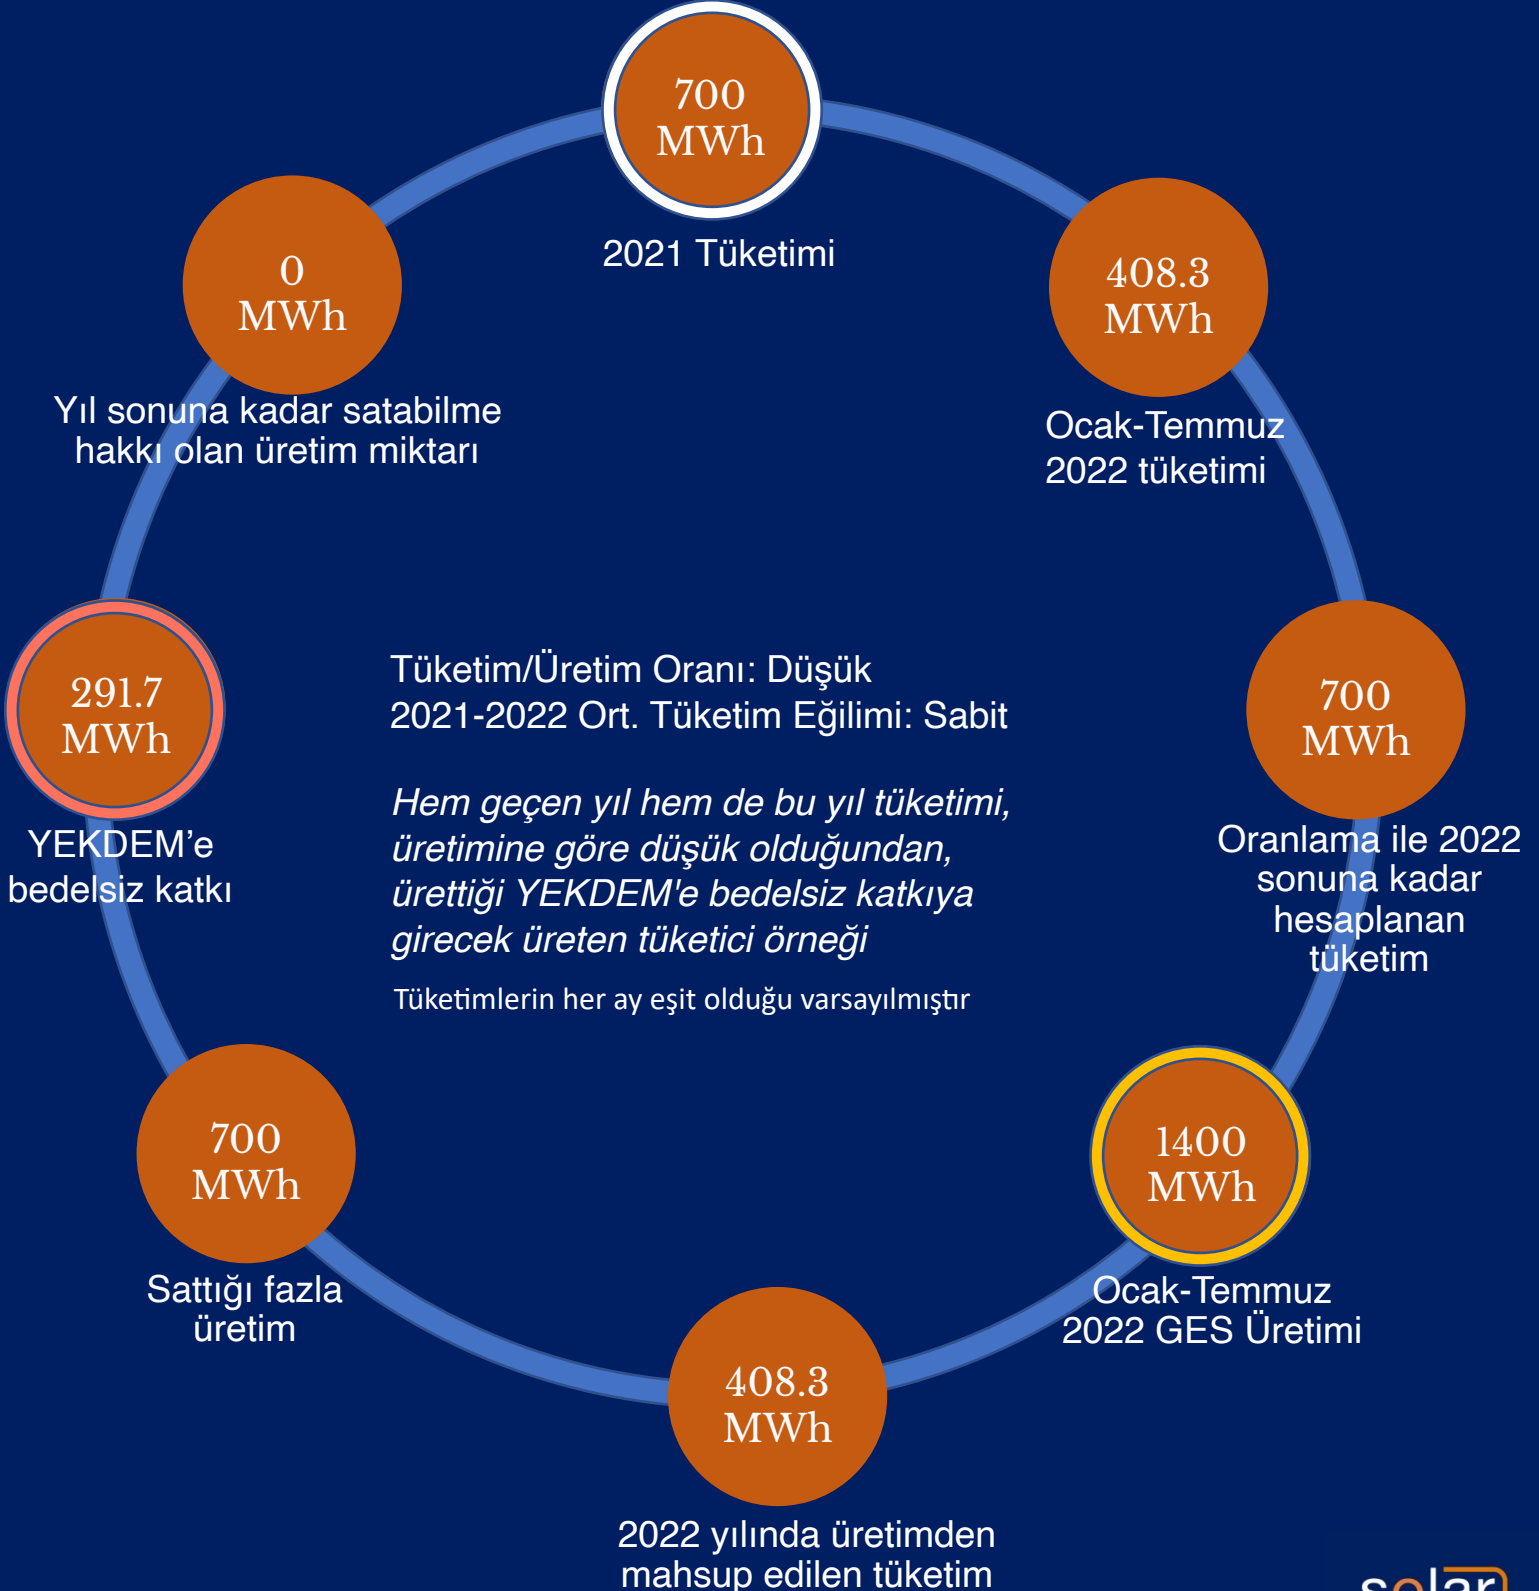 700
MWh
2021 Tüketimi
408.3
MWh
Ocak-Temmuz
2022 tüketimi
700
MWh
Oranlama ile 2022
sonuna kadar
hesaplanan
tüketim
1400
MWh
Ocak-Temmuz
2022 GES Üretimi
408.3
MWh
2022 yılında üretimden
mahsup edilen tüketim
700
MWh
Sattığı fazla
üretim
291.7
MWh
YEKDEM’e
bedelsiz katkı
0
MWh
Yıl sonuna kadar satabilme
hakkı olan üretim miktarı
Tüketim/Üretim Oranı: Düşük
2021-2022 Ort. Tüketim Eğilimi: Sabit
Hem geçen yıl hem de bu yıl tüketimi,
üretimine göre düşük olduğundan,
ürettiği YEKDEM'e bedelsiz katkıya
girecek üreten tüketici örneği
Tüketimlerin her ay eşit olduğu varsayılmıştır
solar